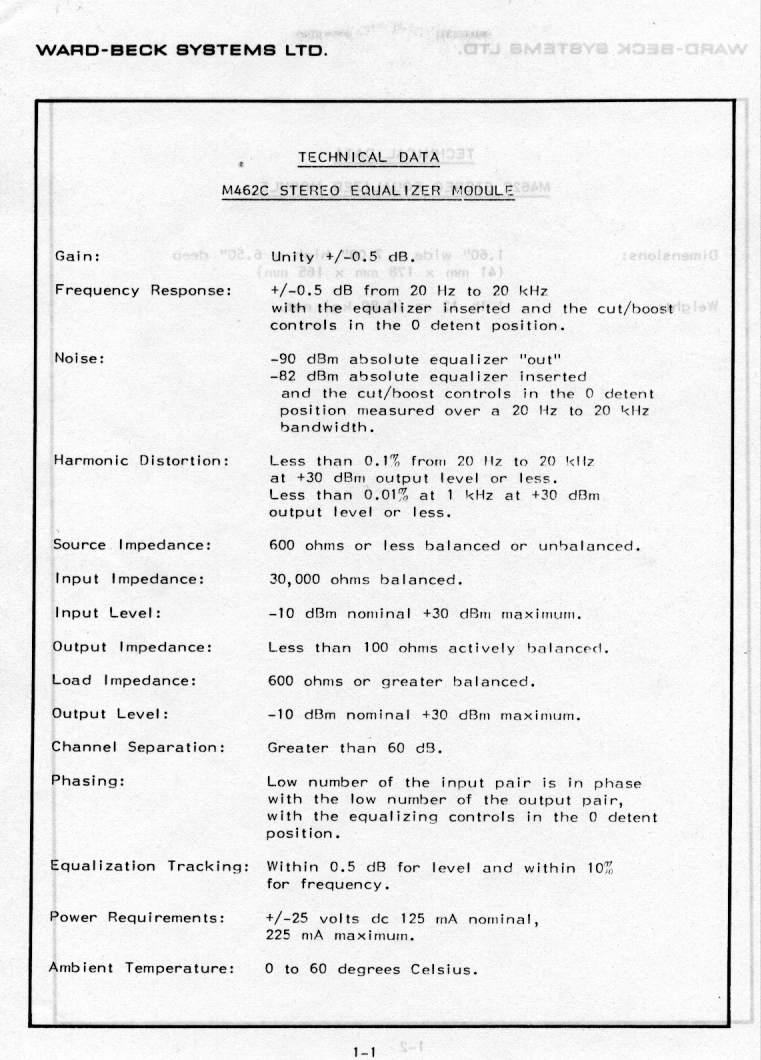 WARD-BECK SYSTEMS LTD.
TECHNICAL DATA
M462C STEREO EQUALIZER MODULE
Gain: Unity +/-0.5 dB.
Frequency Response: +/-0.5 dB from 20 Hz to 20 kHz
with the equalizer inserted and the cut/boost
controls in the 0 detent position.
Noise: -90 dBm absolute equalizer "out"
-82 dBm absolute equalizer inserted
and the cut/boost controls in the 0 detent
position measured over a 20 Hz to 20 kHz
bandwidth.
Harmonic Distortion: Less than 0.1% from 20 Hz to 20 kHz
at +30 dBm output level or less.
Less than 0.01% at 1 kHz at +30 dBm
output level or less.
Source Impedance: 600 ohms or less balanced or unbalanced.
Input Impedance: 30,000 ohms balanced.
Input Level: -10 dBm nominal +30 dBm maximum.
Output Impedance: Less than 100 ohms actively balanced.
Load Impedance: 600 ohms or greater balanced.
Output Level: -10 dBm nominal +30 dBm maximum.
Channel Separation: Greater than 60 dB.
Phasing: Low number of the input pair is in phase
with the low number of the output pair,
with the equalizing controls in the 0 detent
position.
Equalization Tracking: Within 0.5 dB for level and within 10%
for frequency.
Power Requirements: +/-25 volts dc 125 mA nominal,
225 mA maximum.
Ambient Temperature: 0 to 60 degrees Celsius.
1-1